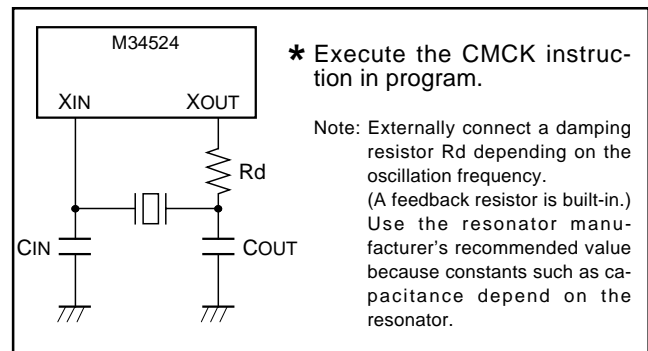 M34524
XIN
XOUT
Rd
CIN
COUT
* Execute the CMCK instruc-
tion in program.
Note: Externally connect a damping
resistor Rd depending on the
oscillation frequency.
(A feedback resistor is built-in.)
Use the resonator manu-
facturer's recommended value
because constants such as ca-
pacitance depend on the
resonator.